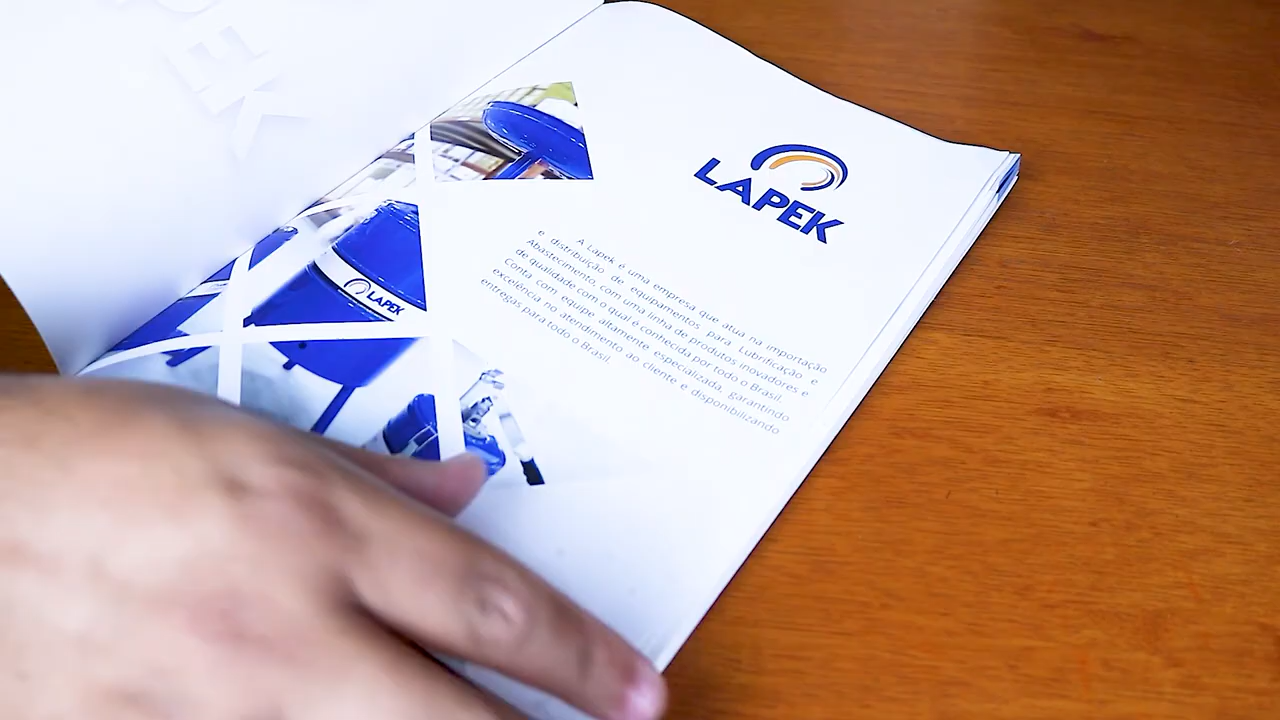 LAPEK
A Lapek é uma empresa que atua na importação
e distribuição de equipamentos para Lubrificação e
Abastecimento, com uma linha de produtos inovadores e
de qualidade com o qual é conhecida por todo o Brasil.
Conta com equipe altamente especializada, garantindo
excelência no atendimento ao cliente e disponibilizando
entregas para todo o Brasil.
LAPEK